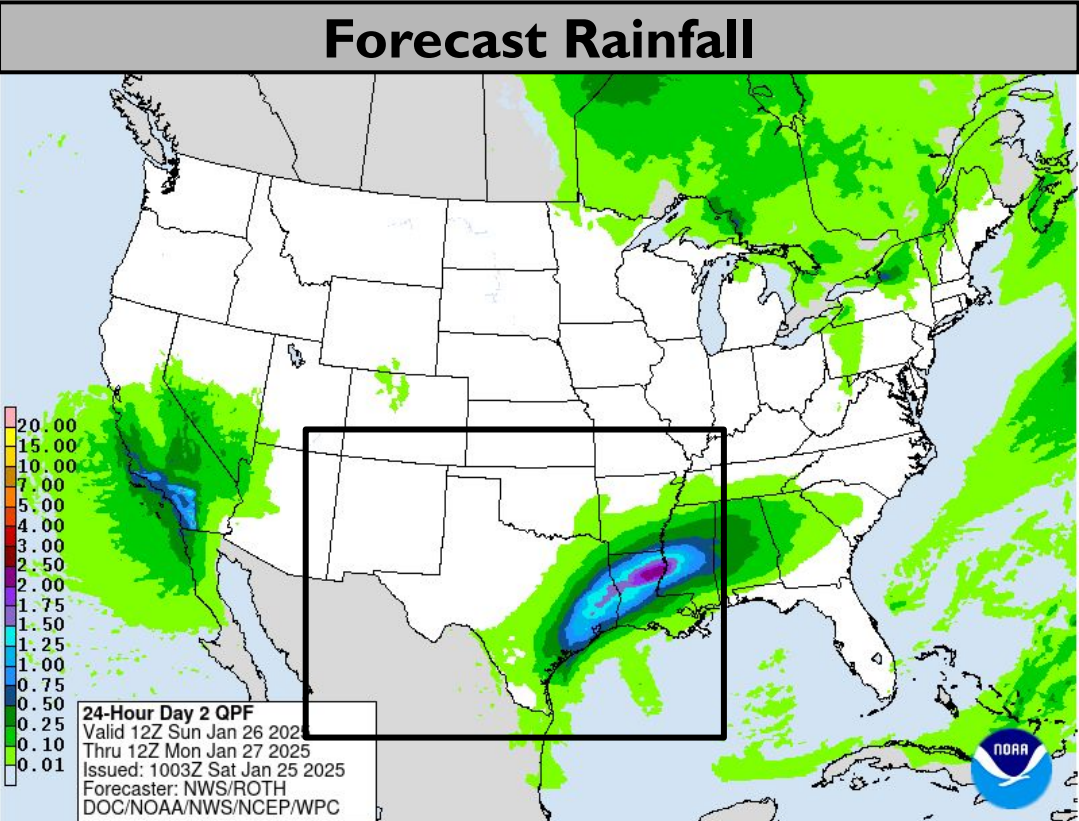 Forecast Rainfall
20.00
15.00
10.00
7.00
5.00
4.00
3.00
2.50
2.00
1.75
1.50
1.25
1.00
0.75
0.50
0.25
0.10
0.01
24-Hour Day 2 QPF
Valid 12Z Sun Jan 26 2025
Thru 12Z Mon Jan 27 2025
Issued: 1003Z Sat Jan 25 2025
Forecaster: NWS/ROTH
DOC/NOAA/NWS/NCEP/WPC
NOAA